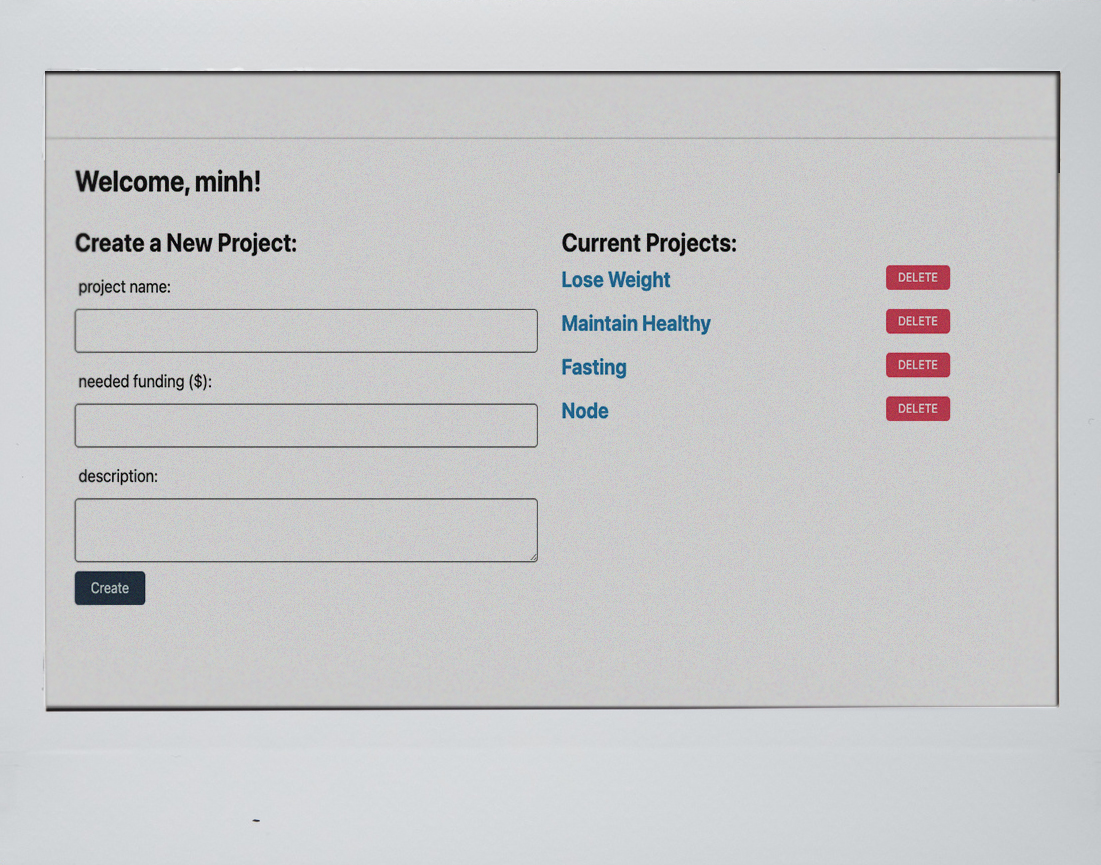 Welcome, minh!
Create a New Project:
project name:
needed funding ($):
description:
Create
Current Projects:
Lose Weight
DELETE
Maintain Healthy
DELETE
Fasting
DELETE
Node
DELETE